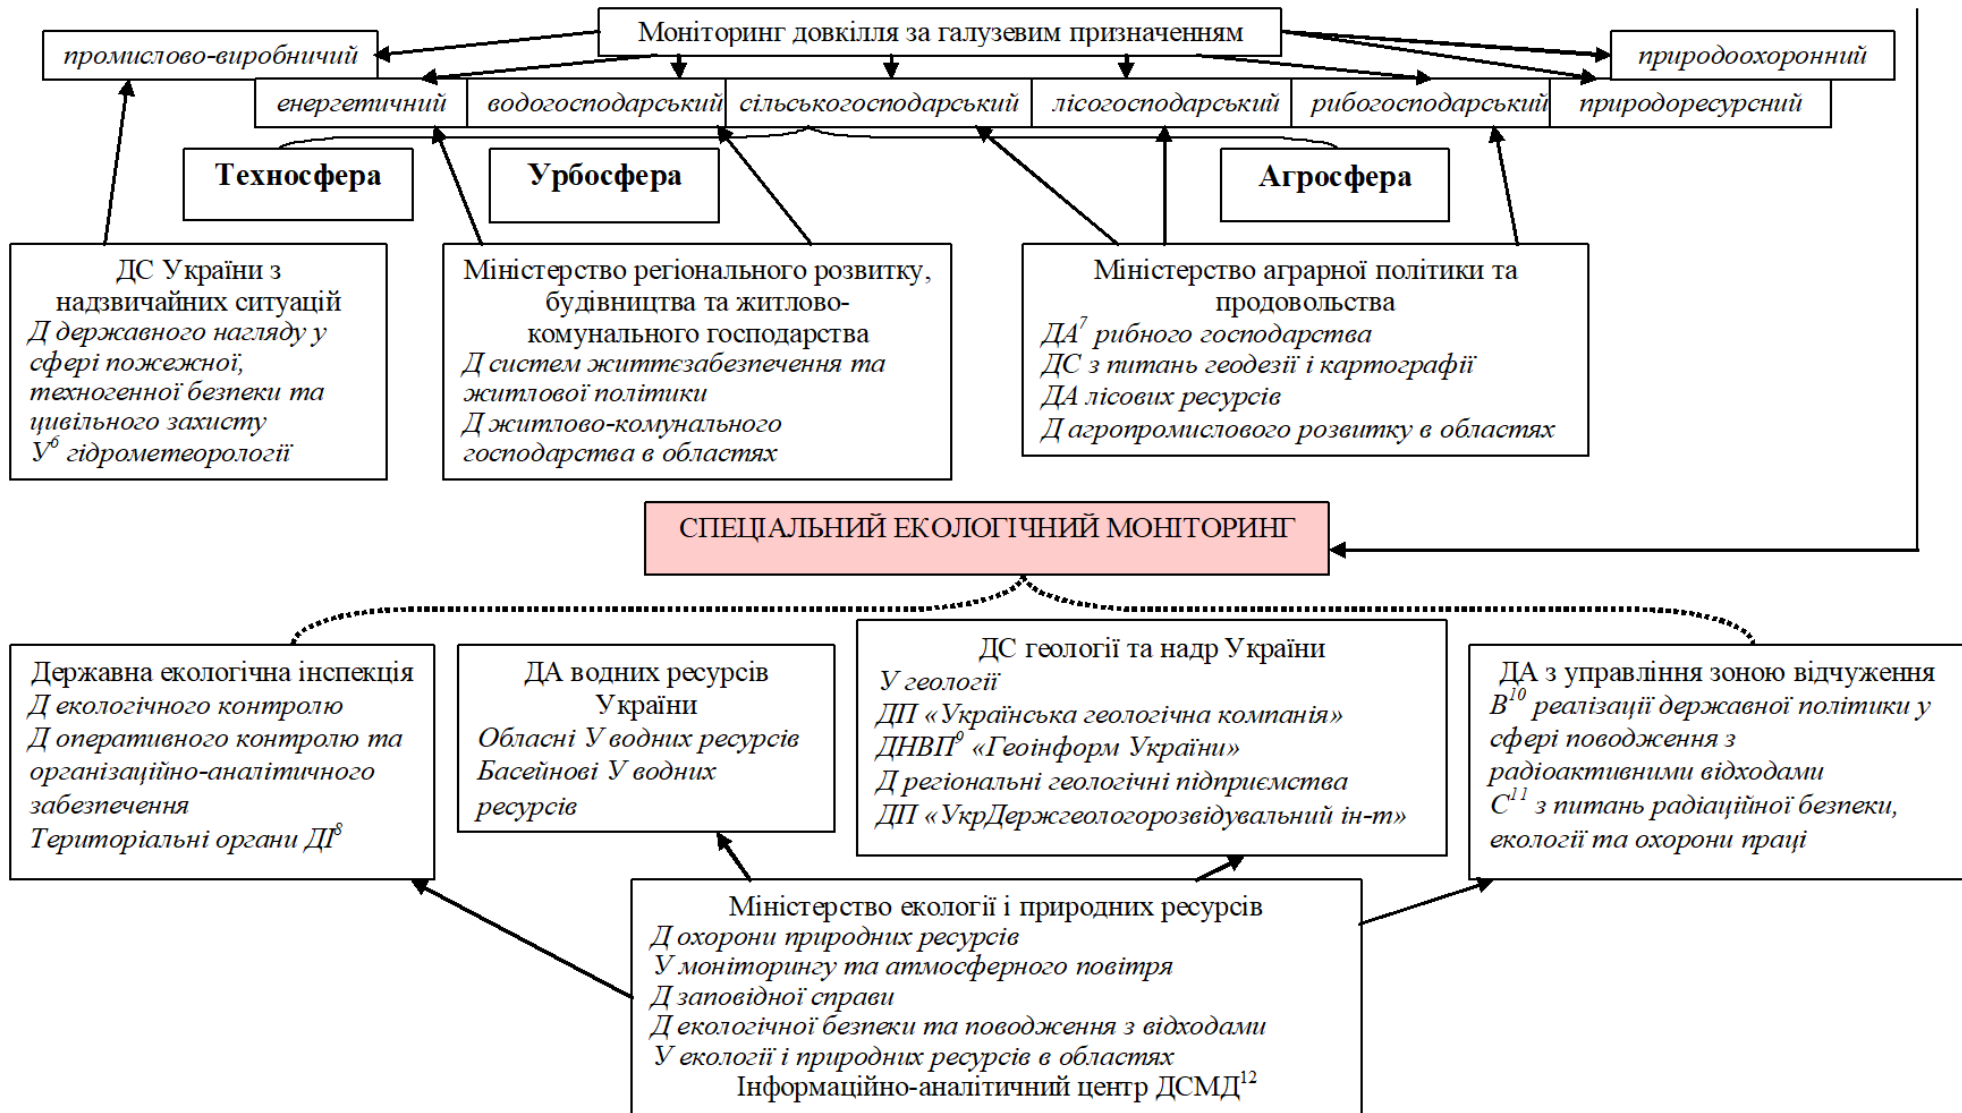 Моніторинг довкілля за галузевим призначенням
промислово-виробничий
природоохоронний
енергетичний
водогосподарський
сільськогосподарський
лісогосподарський
рибогосподарський
природоресурсний
Техносфера
Урбосфера
Агросфера
ДС України з
надзвичайних ситуацій
Д державного нагляду у
сфері пожежної,
техногенної безпеки та
цивільного захисту
У⁶ гідрометеорології
Міністерство регіонального розвитку,
будівництва та житлово-
комунального господарства
Д систем життєзабезпечення та
житлової політики
Д житлово-комунального
господарства в областях
Міністерство аграрної політики та
продовольства
ДА⁷ рибного господарства
ДС з питань геодезії і картографії
ДА лісових ресурсів
Д агропромислового розвитку в областях
СПЕЦІАЛЬНИЙ ЕКОЛОГІЧНИЙ МОНІТОРИНГ
Державна екологічна інспекція
Д екологічного контролю
Д оперативного контролю та
організаційно-аналітичного
забезпечення
Територіальні органи ДІ⁸
ДА водних ресурсів
України
Обласні У водних ресурсів
Басейнові У водних
ресурсів
ДС геології та надр України
У геології
ДП «Українська геологічна компанія»
ДНВП⁹ «Геоінформ України»
Д регіональні геологічні підприємства
ДП «УкрДержгеологорозвідувальний ін-т»
ДА з управління зоною відчуження
В¹⁰ реалізації державної політики у
сфері поводження з
радіоактивними відходами
С¹¹ з питань радіаційної безпеки,
екології та охорони праці
Міністерство екології і природних ресурсів
Д охорони природних ресурсів
У моніторингу та атмосферного повітря
Д заповідної справи
Д екологічної безпеки та поводження з відходами
У екології і природних ресурсів в областях
Інформаційно-аналітичний центр ДСМД¹²